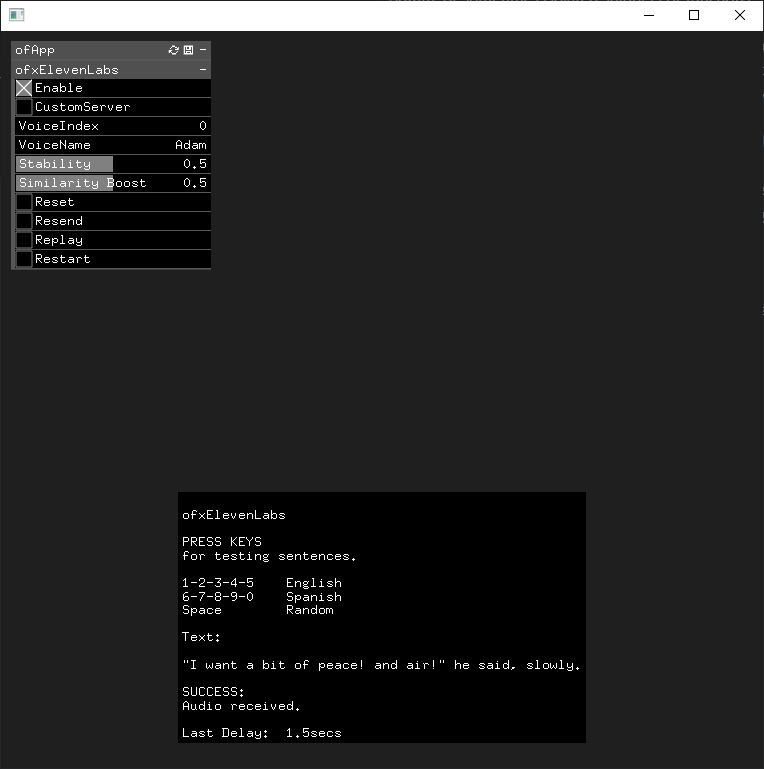 ofApp
ofxElevenLabs
Enable
CustomServer
VoiceIndex 0
VoiceName Adam
Stability 0.5
Similarity Boost 0.5
Reset
Resend
Replay
Restart
ofxElevenLabs
PRESS KEYS
for testing sentences.
1-2-3-4-5 English
6-7-8-9-0 Spanish
Space Random
Text:
"I want a bit of peace! and air!" he said, slowly.
SUCCESS:
Audio received.
Last Delay: 1.5secs